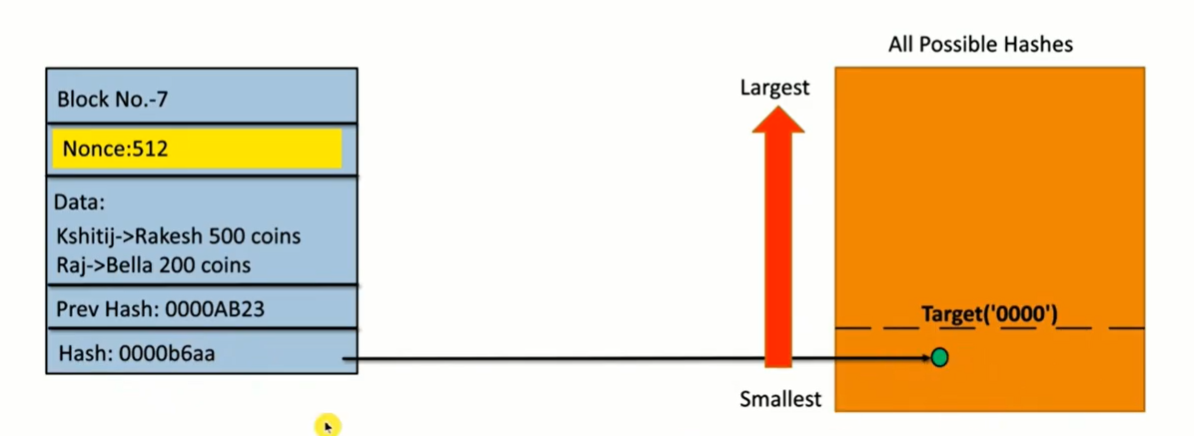 All Possible Hashes
Block No.-7
Nonce:512
Data:
Kshitij->Rakesh 500 coins
Raj->Bella 200 coins
Prev Hash: 0000AB23
Hash: 0000b6aa
Largest
Smallest
Target('0000')